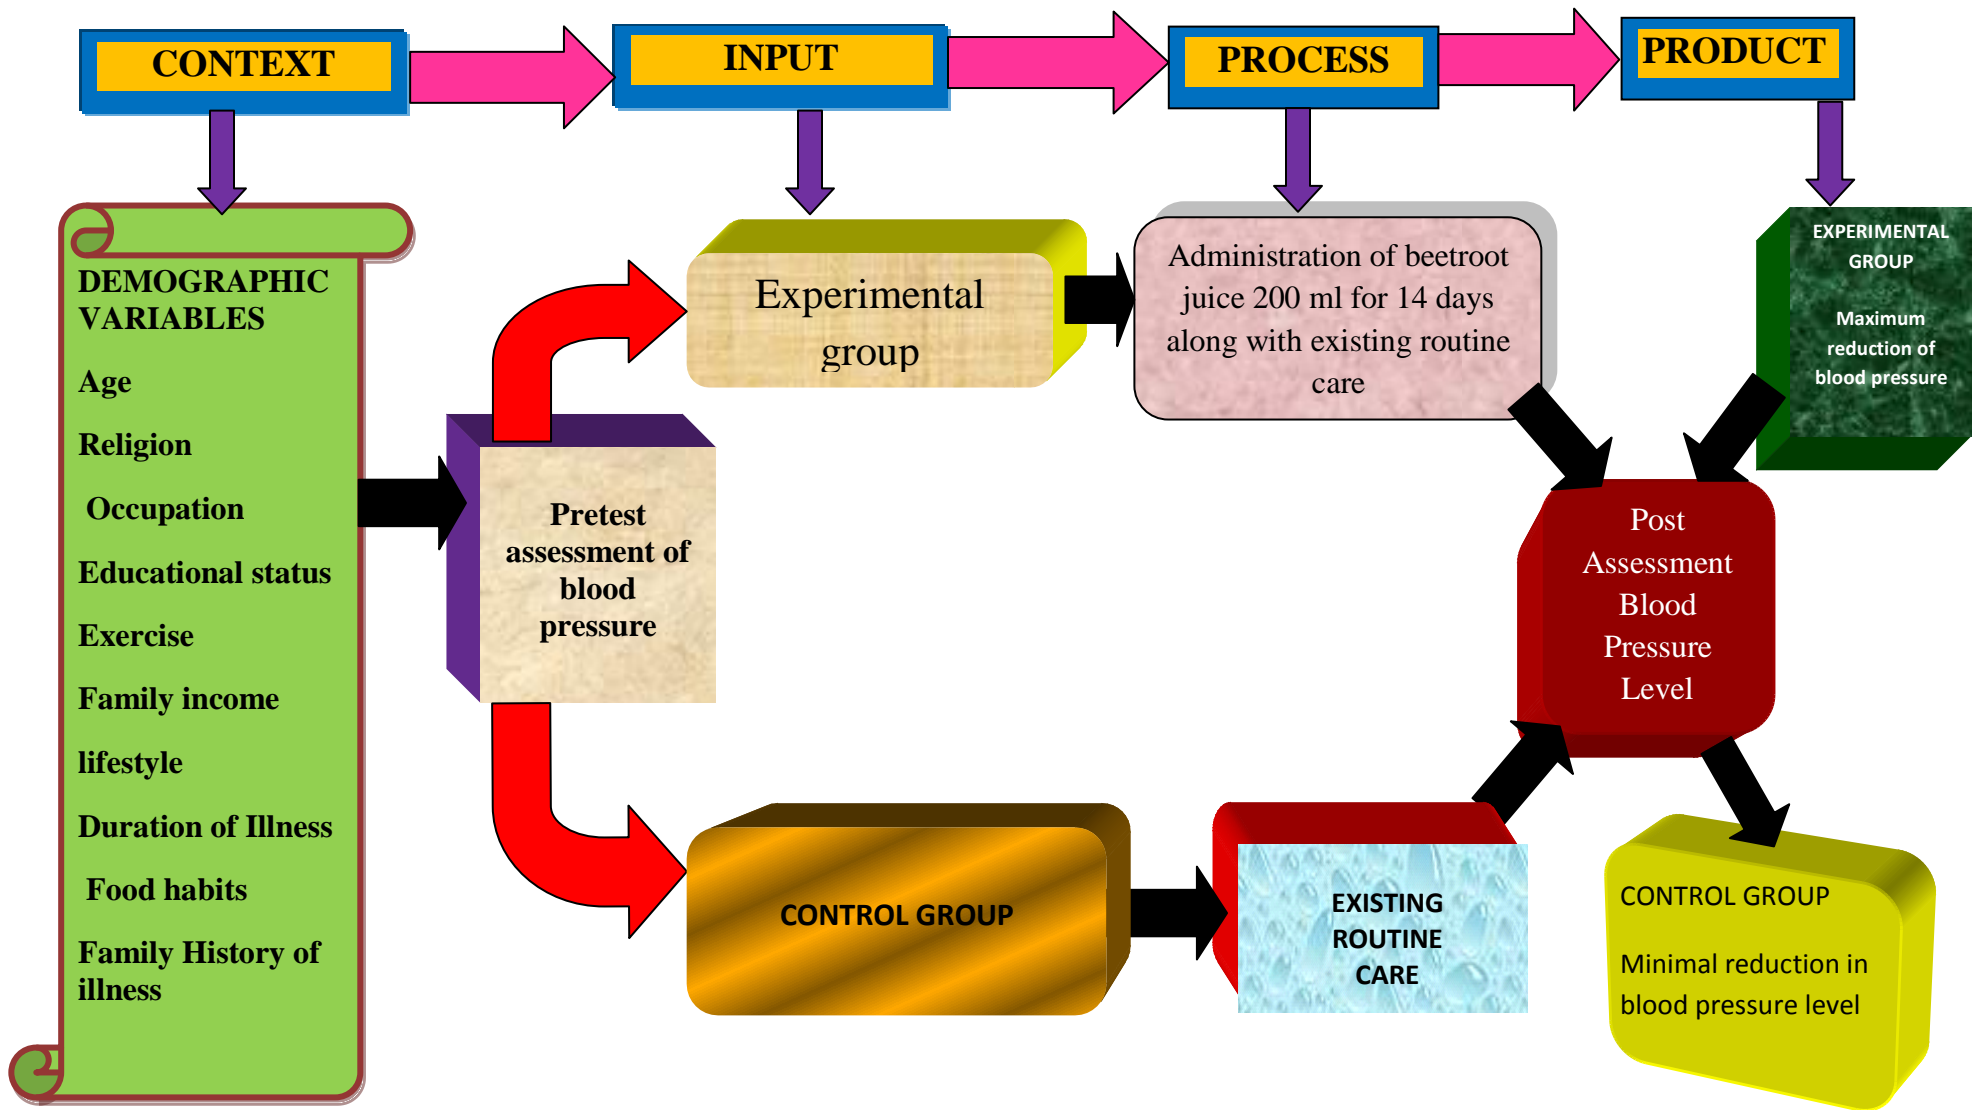 CONTEXT
INPUT
PROCESS
PRODUCT
DEMOGRAPHIC
VARIABLES
Age
Religion
Occupation
Educational status
Exercise
Family income
lifestyle
Duration of Illness
Food habits
Family History of
illness
Pretest
assessment of
blood
pressure
Experimental
group
Administration of beetroot
juice 200 ml for 14 days
along with existing routine
care
EXPERIMENTAL
GROUP
Maximum
reduction of
blood pressure
Post
Assessment
Blood
Pressure
Level
CONTROL GROUP
EXISTING
ROUTINE
CARE
CONTROL GROUP
Minimal reduction in
blood pressure level